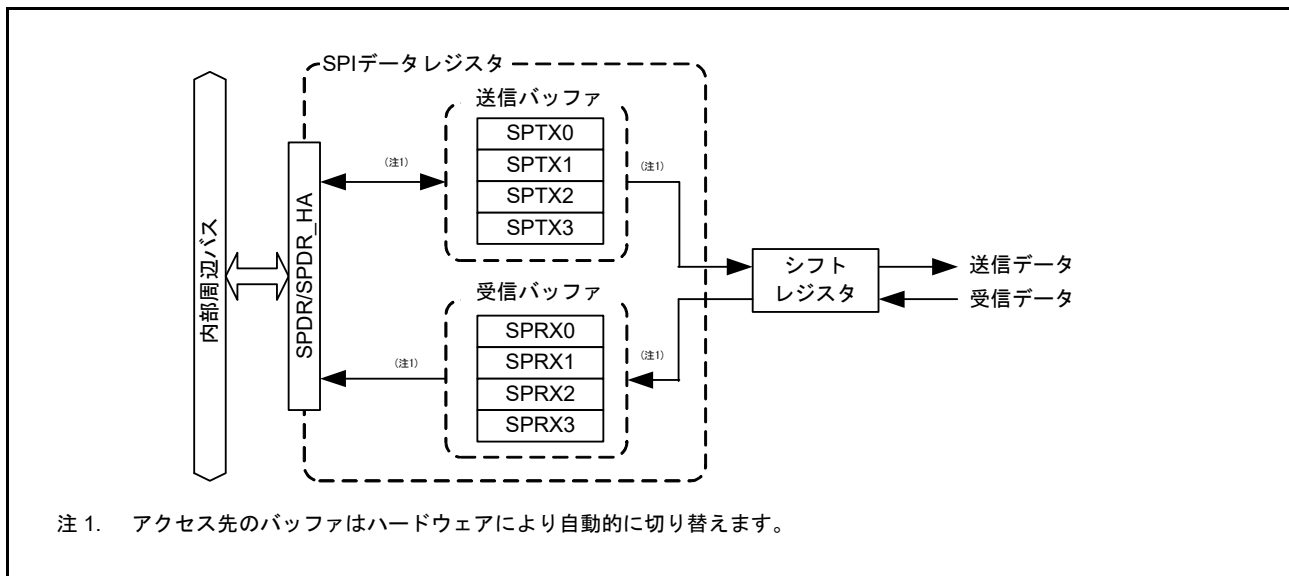 SPIデータレジスタ
送信バッファ
SPTX0
SPTX1
SPTX2
SPTX3
(注1)
(注1)
内部周辺バス
SPDR/SPDR_HA
シフト
レジスタ
送信データ
受信データ
受信バッファ
SPRX0
SPRX1
SPRX2
SPRX3
(注1)
(注1)
注 1. アクセス先のバッファはハードウェアにより自動的に切り替えます。